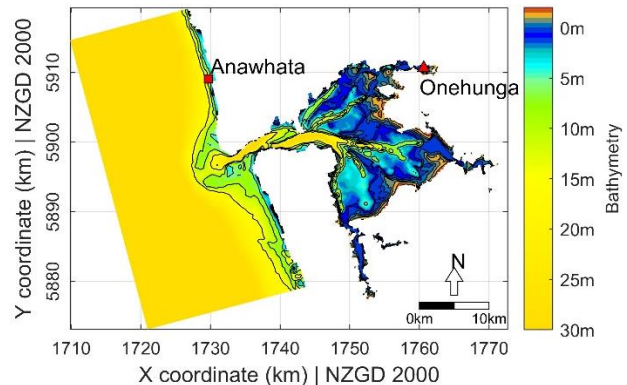 Y coordinate (km) | NZGD 2000
5910
5900
5890
5880
Anawhata
Onehunga
N
0km 10km
1710 1720 1730 1740 1750 1760 1770
X coordinate (km) | NZGD 2000
0m
5m
10m
15m
20m
25m
30m
Bathymetry